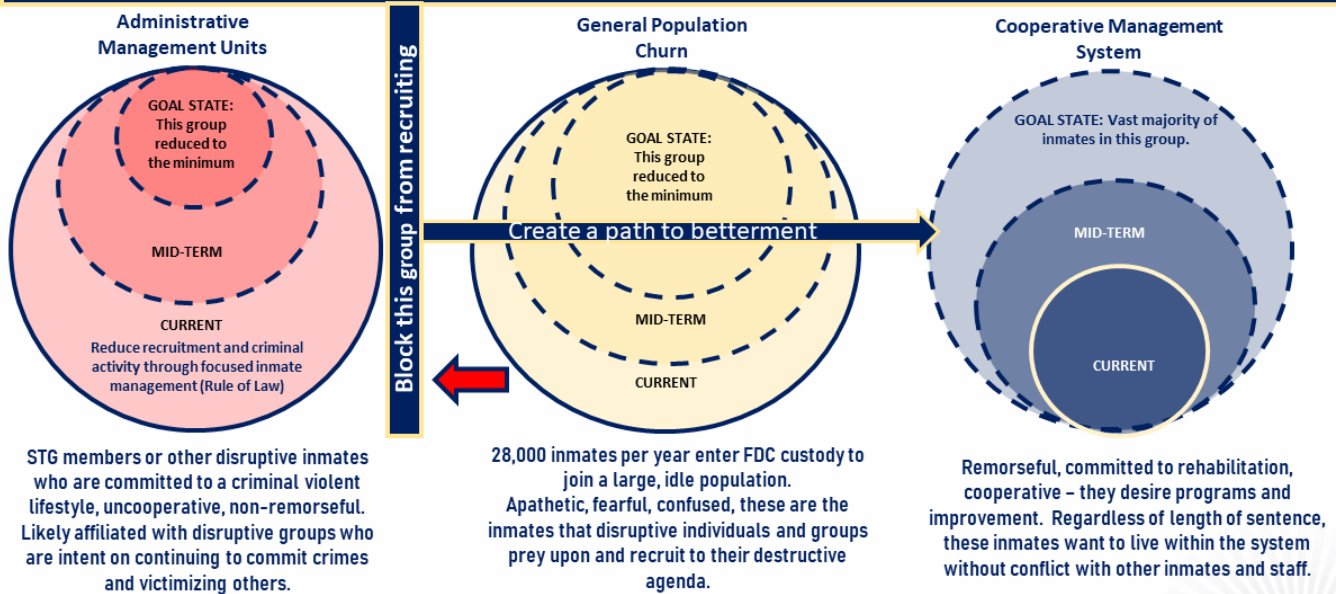 Administrative
Management Units
GOAL STATE:
This group
reduced to
the minimum
MID-TERM
CURRENT
Reduce recruitment and criminal
activity through focused inmate
management (Rule of Law)
STG members or other disruptive inmates
who are committed to a criminal violent
lifestyle, uncooperative, non-remorseful.
Likely affiliated with disruptive groups who
are intent on continuing to commit crimes
and victimizing others.
Block this group from recruiting
General Population
Churn
GOAL STATE:
This group
reduced to
the minimum
Create a path to betterment
MID-TERM
CURRENT
28,000 inmates per year enter FDC custody to
join a large, idle population.
Apathetic, fearful, confused, these are the
inmates that disruptive individuals and groups
prey upon and recruit to their destructive
agenda.
Cooperative Management
System
GOAL STATE: Vast majority of
inmates in this group.
MID-TERM
CURRENT
Remorseful, committed to rehabilitation,
cooperative – they desire programs and
improvement. Regardless of length of sentence,
these inmates want to live within the system
without conflict with other inmates and staff.